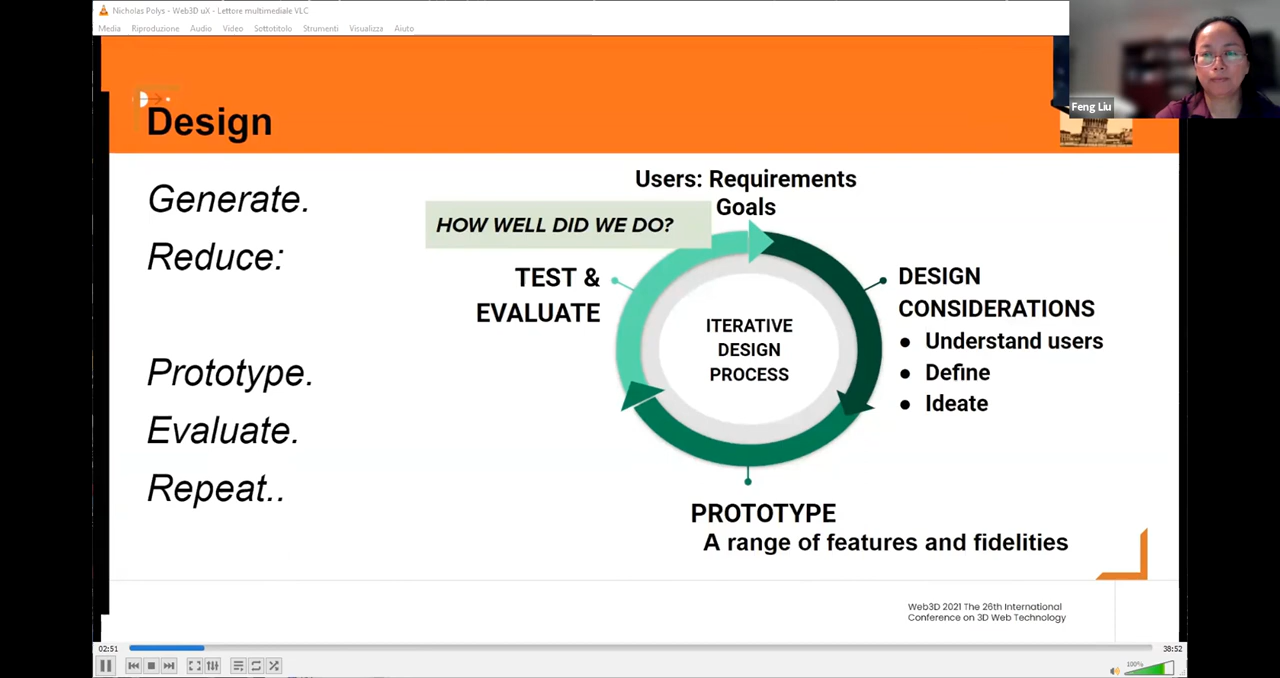 Nicholas Polys - Web3D uX - Lettore multimediale VLC
Media Riproduzione Audio Video Sottotitolo Strumenti Visualizza Aiuto
Feng Liu
Design
Generate.
Reduce:
Prototype.
Evaluate.
Repeat..
Users: Requirements
Goals
HOW WELL DID WE DO?
TEST &
EVALUATE
ITERATIVE
DESIGN
PROCESS
DESIGN
CONSIDERATIONS
● Understand users
● Define
● Ideate
PROTOTYPE
A range of features and fidelities
Web3D 2021 The 26th International
Conference on 3D Web Technology
02:51
38:52
100%